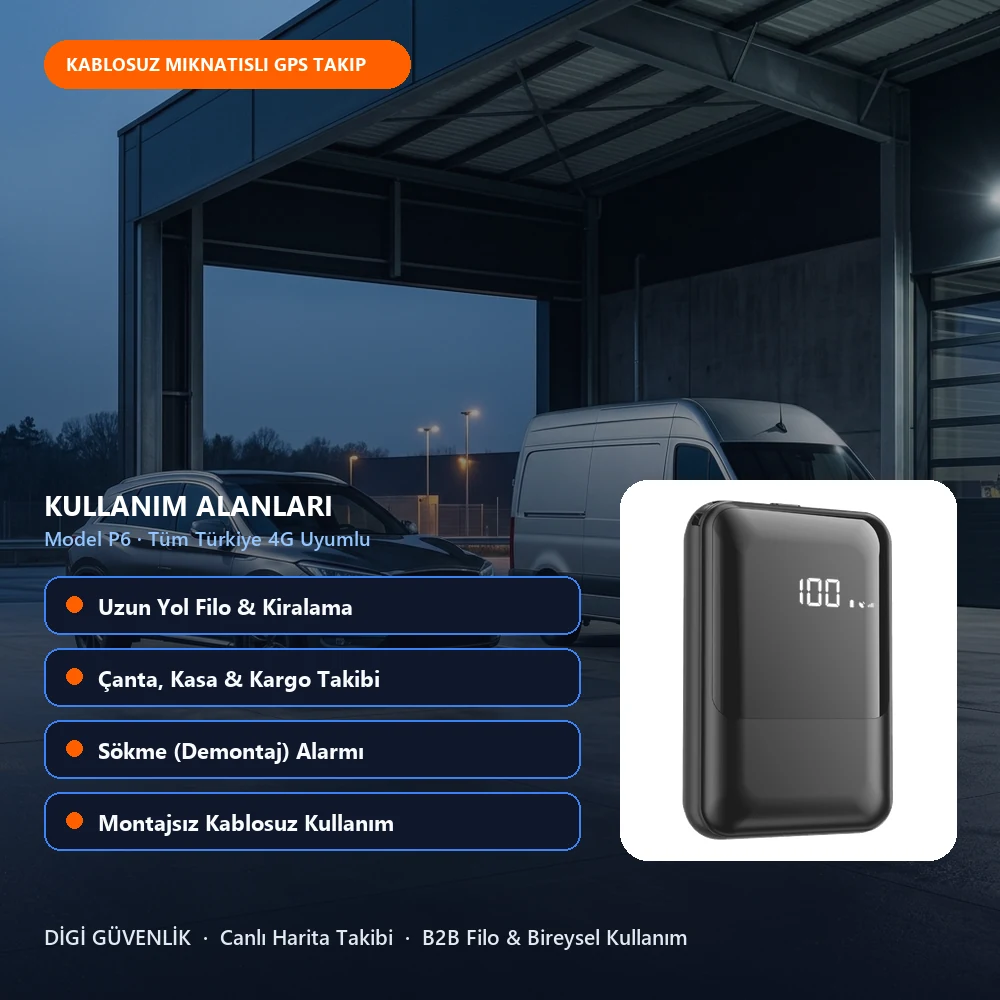 KABLOSUZ MIKNATISLI GPS TAKIP
KULLANIM ALANLARI
Model P6 · Tüm Türkiye 4G Uyumlu
Uzun Yol Filo & Kiralama
Çanta, Kasa & Kargo Takibi
Sökme (Demontaj) Alarmı
Montajsız Kablosuz Kullanım
100
DİGİ GÜVENLİK · Canlı Harita Takibi · B2B Filo & Bireysel Kullanım